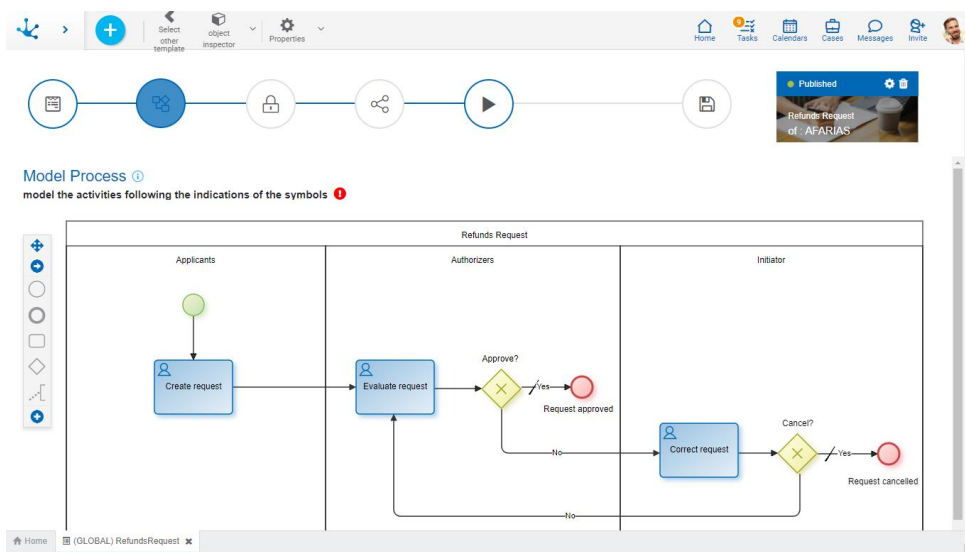 Select
other
template
object
inspector
Properties
Home
9
Tasks
Calendars
Cases
Messages
Invite
Published
Refunds Request
of : AFARIAS
Model Process
model the activities following the indications of the symbols
Refunds Request
Applicants
Authorizers
Initiator
Create request
Evaluate request
Approve?
Yes
Request approved
No
Correct request
Cancel?
Yes
Request cancelled
No
Home
(GLOBAL) RefundsRequest